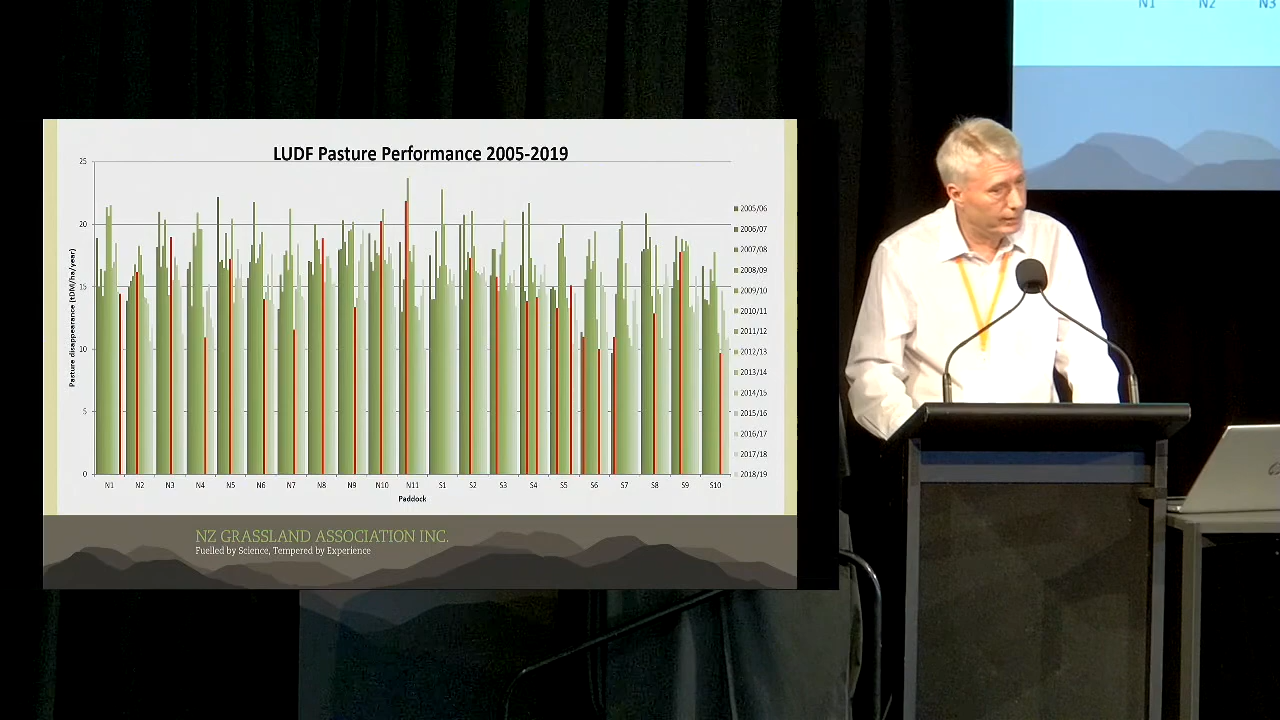 N1 N2 N3
LUDF Pasture Performance 2005-2019
Pasture disappearance (tDM/ha/year)
25
20
15
10
5
0
N1 N2 N3 N4 N5 N6 N7 N8 N9 N10 N11 S1 S2 S3 S4 S5 S6 S7 S8 S9 S10
Paddock
2005/06
2006/07
2007/08
2008/09
2009/10
2010/11
2011/12
2012/13
2013/14
2014/15
2015/16
2016/17
2017/18
2018/19
NZ GRASSLAND ASSOCIATION INC.
Fuelled by Science, Tempered by Experience